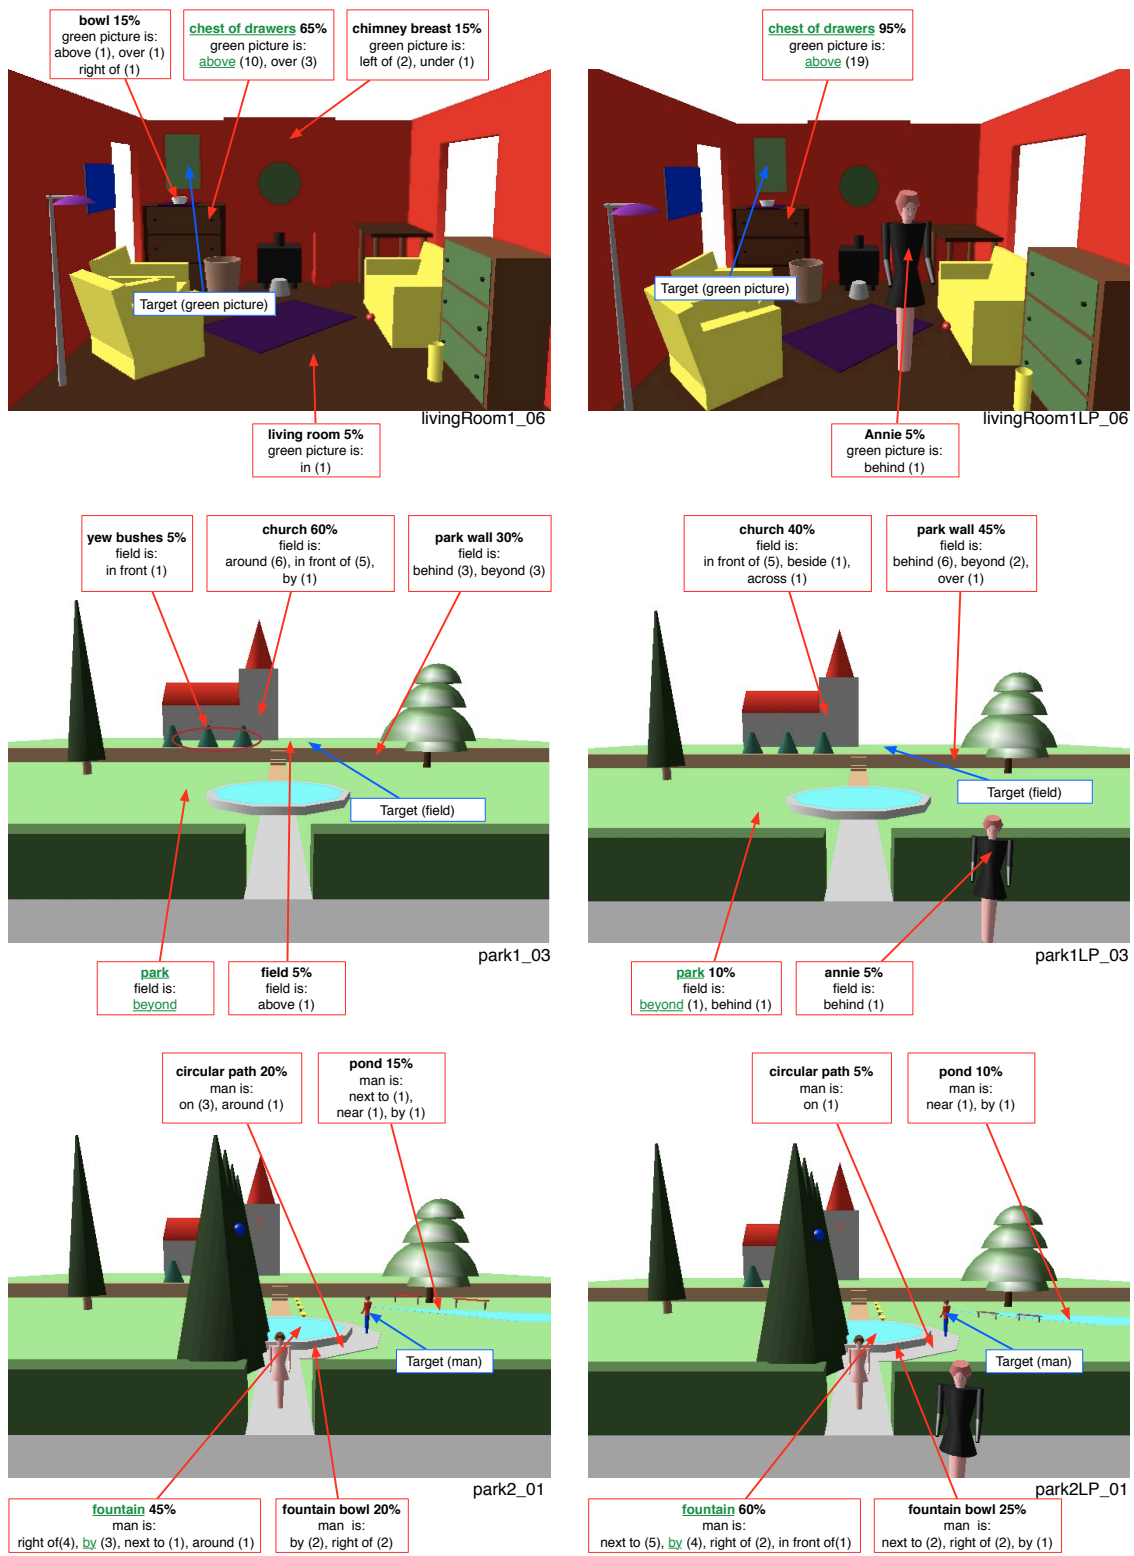 bowl 15%
green picture is:
above (1), over (1)
right of (1)
chest of drawers 65%
green picture is:
above (10), over (3)
chimney breast 15%
green picture is:
left of (2), under (1)
chest of drawers 95%
green picture is:
above (19)
Target (green picture)
Target (green picture)
livingRoom1_06
livingRoom1LP_06
living room 5%
green picture is:
in (1)
Annie 5%
green picture is:
behind (1)
yew bushes 5%
field is:
in front (1)
church 60%
field is:
around (6), in front of (5),
by (1)
park wall 30%
field is:
behind (3), beyond (3)
church 40%
field is:
in front of (5), beside (1),
across (1)
park wall 45%
field is:
behind (6), beyond (2),
over (1)
Target (field)
Target (field)
park1_03
park1LP_03
park
field is:
beyond
field 5%
field is:
above (1)
park 10%
field is:
beyond (1), behind (1)
annie 5%
field is:
behind (1)
circular path 20%
man is:
on (3), around (1)
pond 15%
man is:
next to (1),
near (1), by (1)
circular path 5%
man is:
on (1)
pond 10%
man is:
near (1), by (1)
Target (man)
Target (man)
park2_01
park2LP_01
fountain 45%
man is:
right of(4), by (3), next to (1), around (1)
fountain bowl 20%
man is:
by (2), right of (2)
fountain 60%
man is:
next to (5), by (4), right of (2), in front of(1)
fountain bowl 25%
man is:
next to (2), right of (2), by (1)